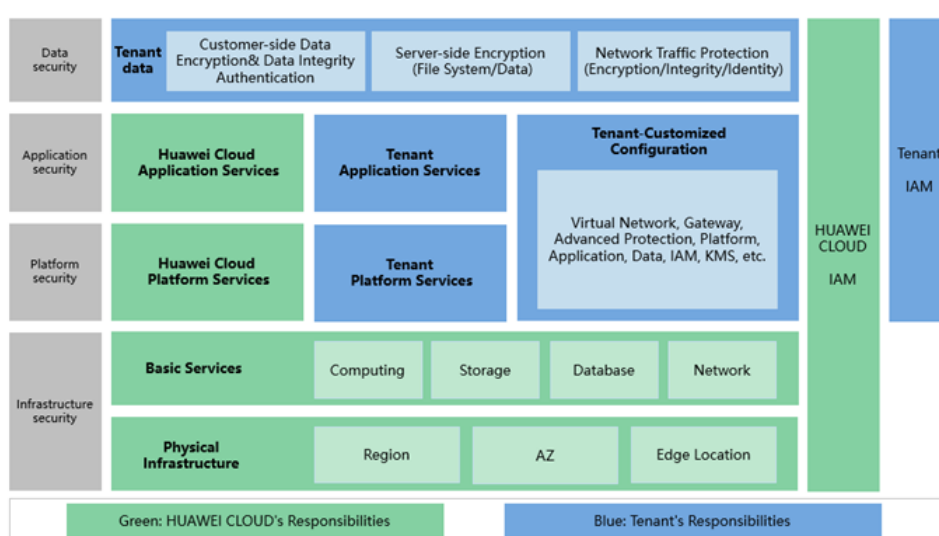 Data
security
Tenant
data
Customer-side Data
Encryption& Data Integrity
Authentication
Server-side Encryption
(File System/Data)
Network Traffic Protection
(Encryption/Integrity/Identity)
Application
security
Huawei Cloud
Application Services
Tenant
Application Services
Tenant-Customized
Configuration
Virtual Network, Gateway,
Advanced Protection, Platform,
Application, Data, IAM, KMS, etc.
Platform
security
Huawei Cloud
Platform Services
Tenant
Platform Services
HUAWEI
CLOUD
IAM
Tenant
IAM
Infrastructure
security
Basic Services
Computing
Storage
Database
Network
Physical
Infrastructure
Region
AZ
Edge Location
Green: HUAWEI CLOUD's Responsibilities
Blue: Tenant's Responsibilities